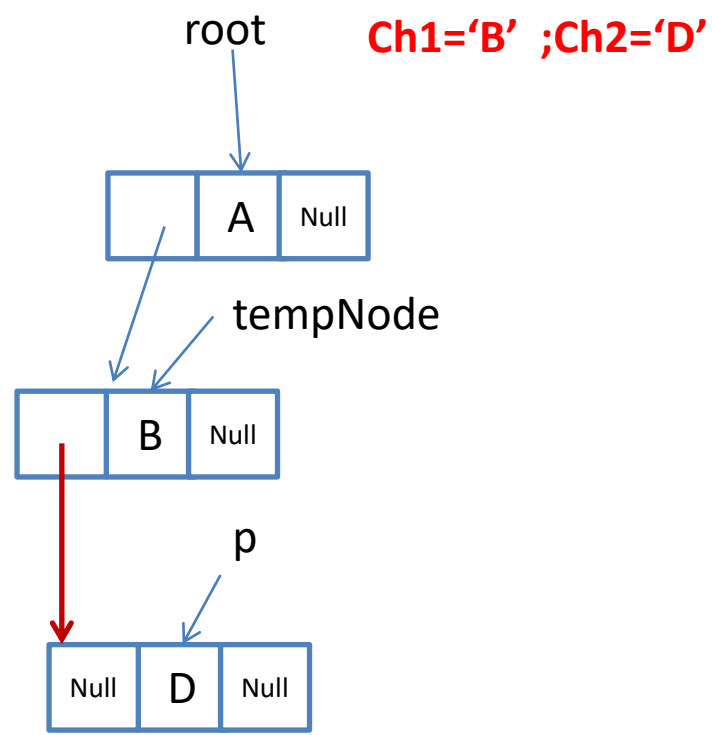 root Ch1=‘B’ ;Ch2=‘D’
A Null
tempNode
B Null
p
Null D Null